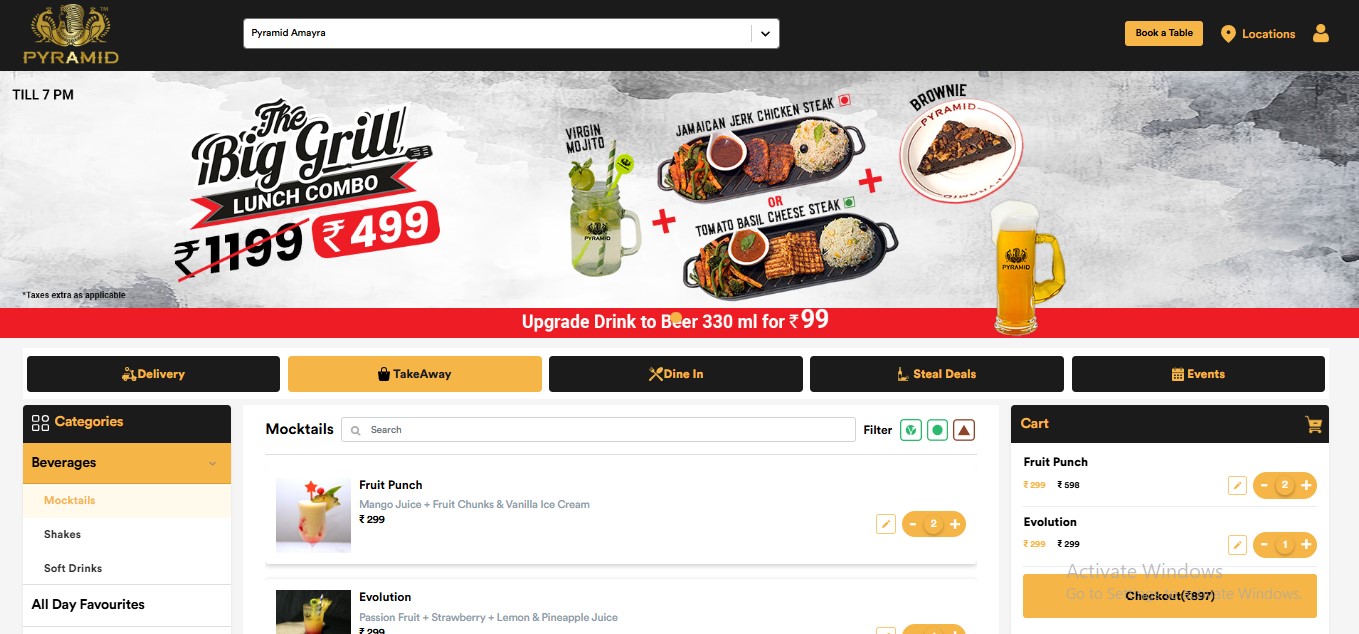 PYRAMID
TM
Pyramid Amayra
Book a Table
Locations
TILL 7 PM
The
Big Grill
LUNCH COMBO
₹1199 ₹499
*Taxes extra as applicable
VIRGIN
MOJITO
PYRAMID
JAMAICAN JERK CHICKEN STEAK
OR
TOMATO BASIL CHEESE STEAK
BROWNIE
PYRAMID
PYRAMID
PYRAMID
Upgrade Drink to Beer 330 ml for ₹99
Delivery
TakeAway
Dine In
Steal Deals
Events
Categories
Beverages
Mocktails
Shakes
Soft Drinks
All Day Favourites
Mocktails
Search
Filter
Fruit Punch
Mango Juice + Fruit Chunks & Vanilla Ice Cream
₹ 299
- 2 +
Evolution
Passion Fruit + Strawberry + Lemon & Pineapple Juice
₹ 299
Cart
Fruit Punch
₹ 299 ₹ 598
- 2 +
Evolution
₹ 299 ₹ 299
- 1 +
Activate Windows
Go to Settings to activate Windows.
Checkout(₹897)